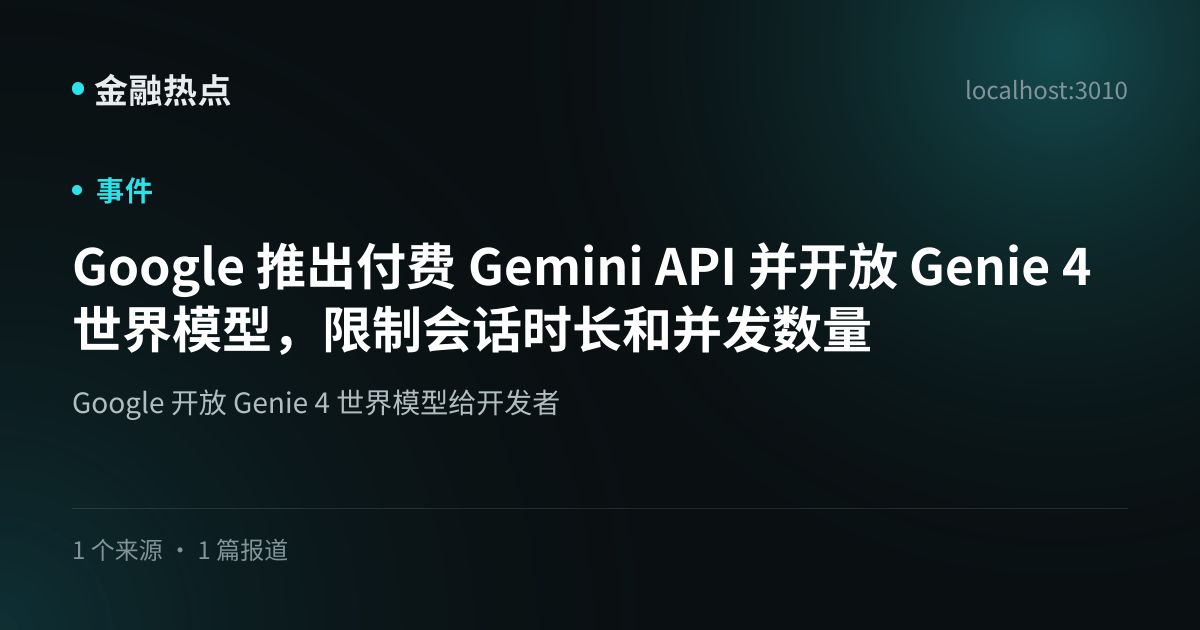 金融热点
localhost:3010
事件
Google 推出付费 Gemini API 并开放 Genie 4
世界模型，限制会话时长和并发数量
Google 开放 Genie 4 世界模型给开发者
1 个来源 · 1 篇报道